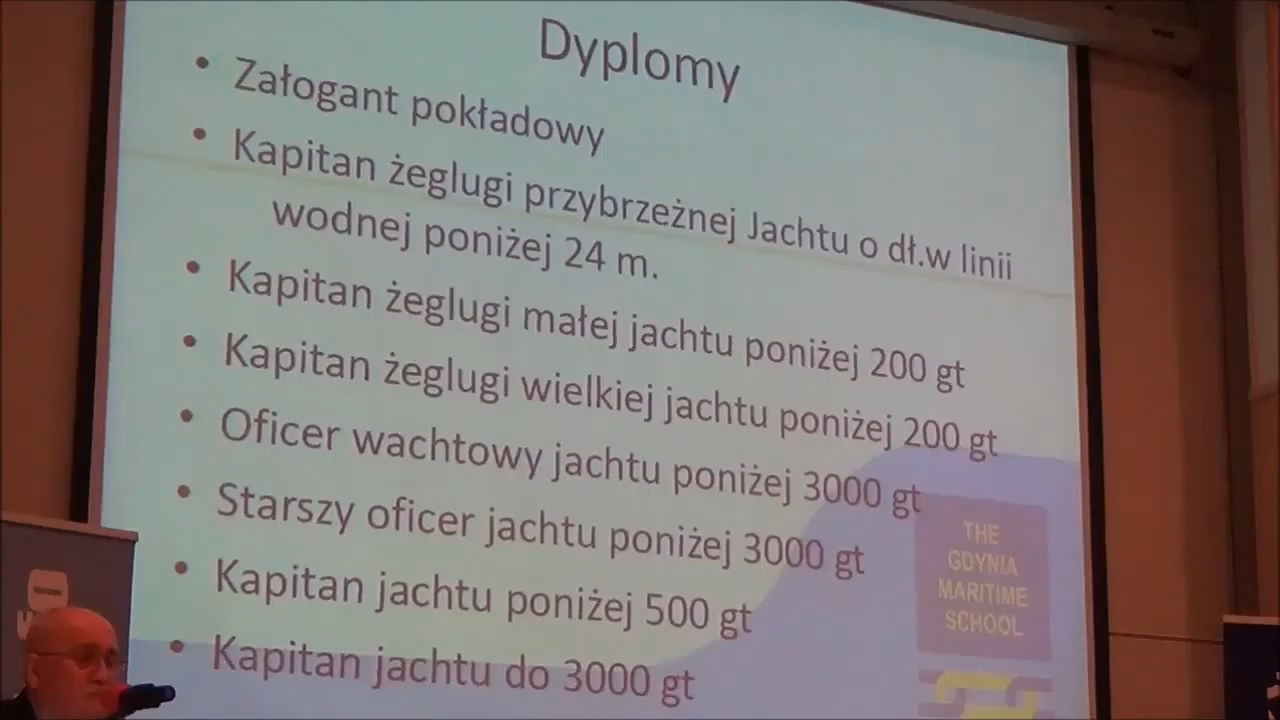 Dyplomy
• Załogant pokładowy
• Kapitan żeglugi przybrzeżnej Jachtu o dł.w linii
wodnej poniżej 24 m.
• Kapitan żeglugi małej jachtu poniżej 200 gt
• Kapitan żeglugi wielkiej jachtu poniżej 200 gt
• Oficer wachtowy jachtu poniżej 3000 gt
• Starszy oficer jachtu poniżej 3000 gt
• Kapitan jachtu poniżej 500 gt
• Kapitan jachtu do 3000 gt
THE
GDYNIA
MARITIME
SCHOOL